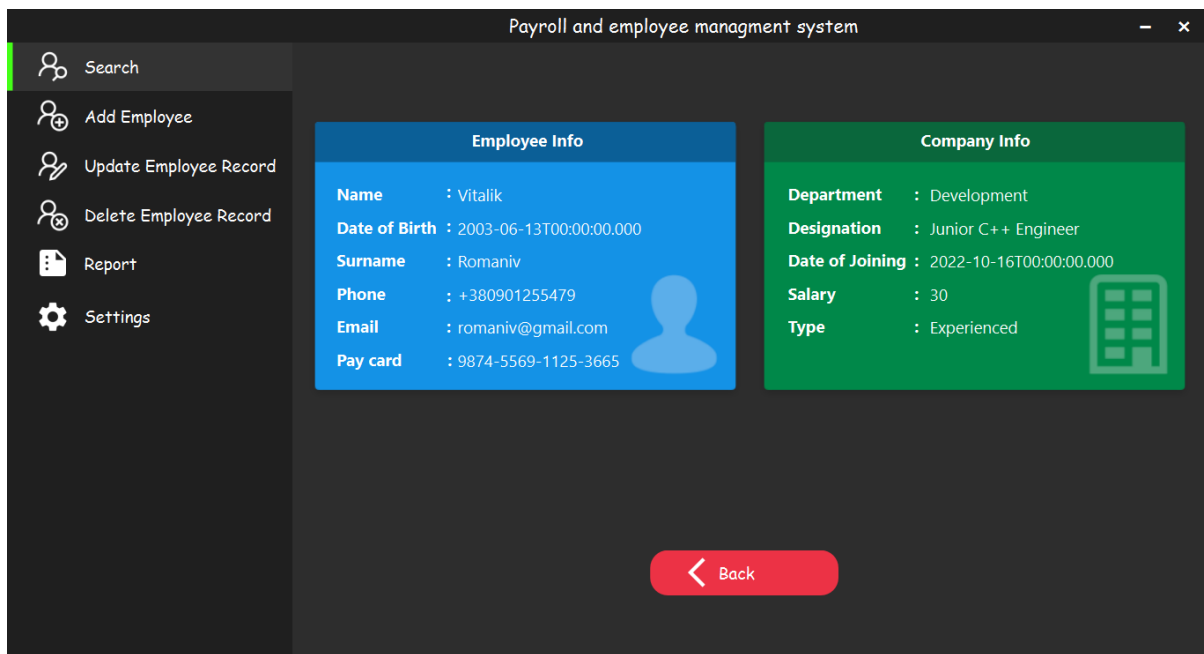 Payroll and employee managment system
Search
Add Employee
Update Employee Record
Delete Employee Record
Report
Settings
Employee Info
Name : Vitalik
Date of Birth : 2003-06-13T00:00:00.000
Surname : Romaniv
Phone : +380901255479
Email : romaniv@gmail.com
Pay card : 9874-5569-1125-3665
Company Info
Department : Development
Designation : Junior C++ Engineer
Date of Joining : 2022-10-16T00:00:00.000
Salary : 30
Type : Experienced
Back